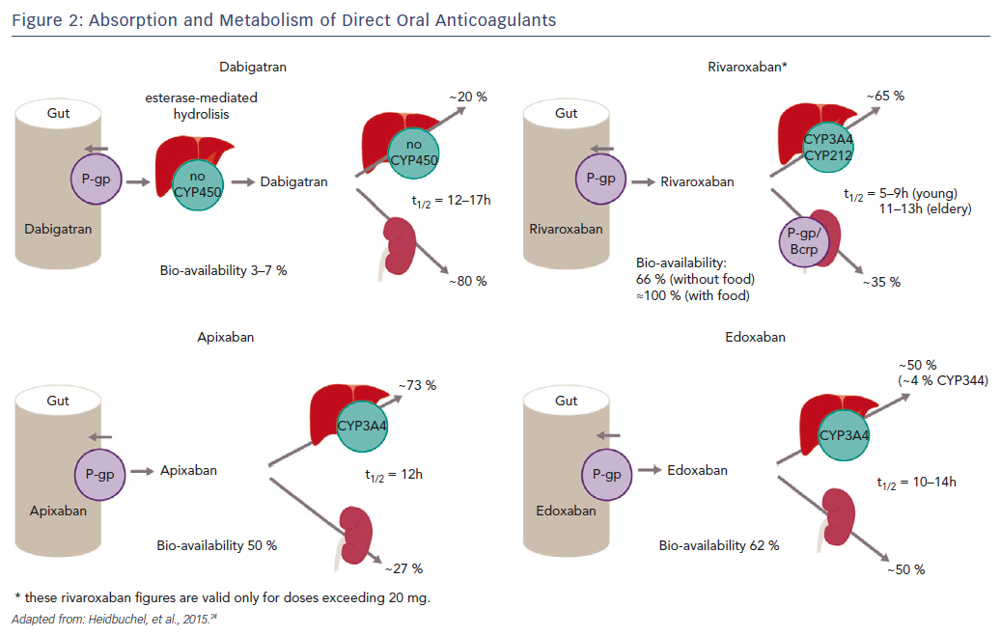 Figure 2: Absorption and Metabolism of Direct Oral Anticoagulants
Dabigatran
Gut
P-gp
Dabigatran
esterase-mediated
hydrolisis
no
CYP450
Dabigatran
no
CYP450
~20 %
t1/2 = 12–17h
~80 %
Bio-availability 3–7 %
Rivaroxaban*
Gut
P-gp
Rivaroxaban
Rivaroxaban
CYP3A4
CYP212
~65 %
t1/2 = 5–9h (young)
11–13h (eldery)
P-gp/
Bcrp
~35 %
Bio-availability:
66 % (without food)
≈100 % (with food)
Apixaban
Gut
P-gp
Apixaban
Apixaban
CYP3A4
~73 %
t1/2 = 12h
~27 %
Bio-availability 50 %
Edoxaban
Gut
P-gp
Edoxaban
Edoxaban
CYP3A4
~50 %
(~4 % CYP344)
t1/2 = 10–14h
~50 %
Bio-availability 62 %
* these rivaroxaban figures are valid only for doses exceeding 20 mg.
Adapted from: Heidbuchel, et al., 2015.24